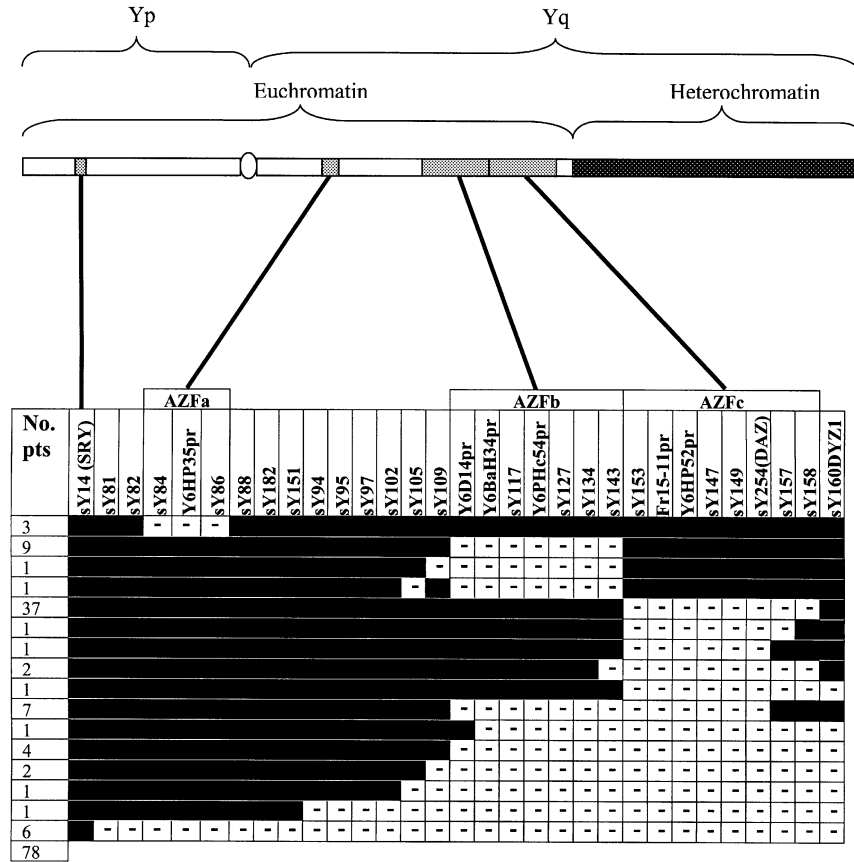 Yp
Yq
Euchromatin
Heterochromatin
AZFa
AZFb
AZFc
No. pts
sY14 (SRY)
sY81
sY82
sY84
Y6HP35pr
sY86
sY88
sY182
sY151
sY94
sY95
sY97
sY102
sY105
sY109
Y6D14pr
Y6BaH34pr
sY117
Y6PHc54pr
sY127
sY134
sY143
sY153
Fr15-11pr
Y6HP52pr
sY147
sY149
sY254(DAZ)
sY157
sY158
sY160DYZ1
3 - - -
9 - - - - - - -
1 - - - - - - - -
1 - - - - - - - -
37 - - - - - - - -
1 - - - - - - -
1 - - - - - -
2 - - - - - - - - -
1 - - - - - - - - -
7 - - - - - - - - - - - - -
1 - - - - - - - - - - - - - - -
4 - - - - - - - - - - - - - - - -
2 - - - - - - - - - - - - - - - - -
1 - - - - - - - - - - - - - - - - - -
1 - - - - - - - - - - - - - - - - - - - - - -
6 - - - - - - - - - - - - - - - - - - - - - - - - - - - - - -
78